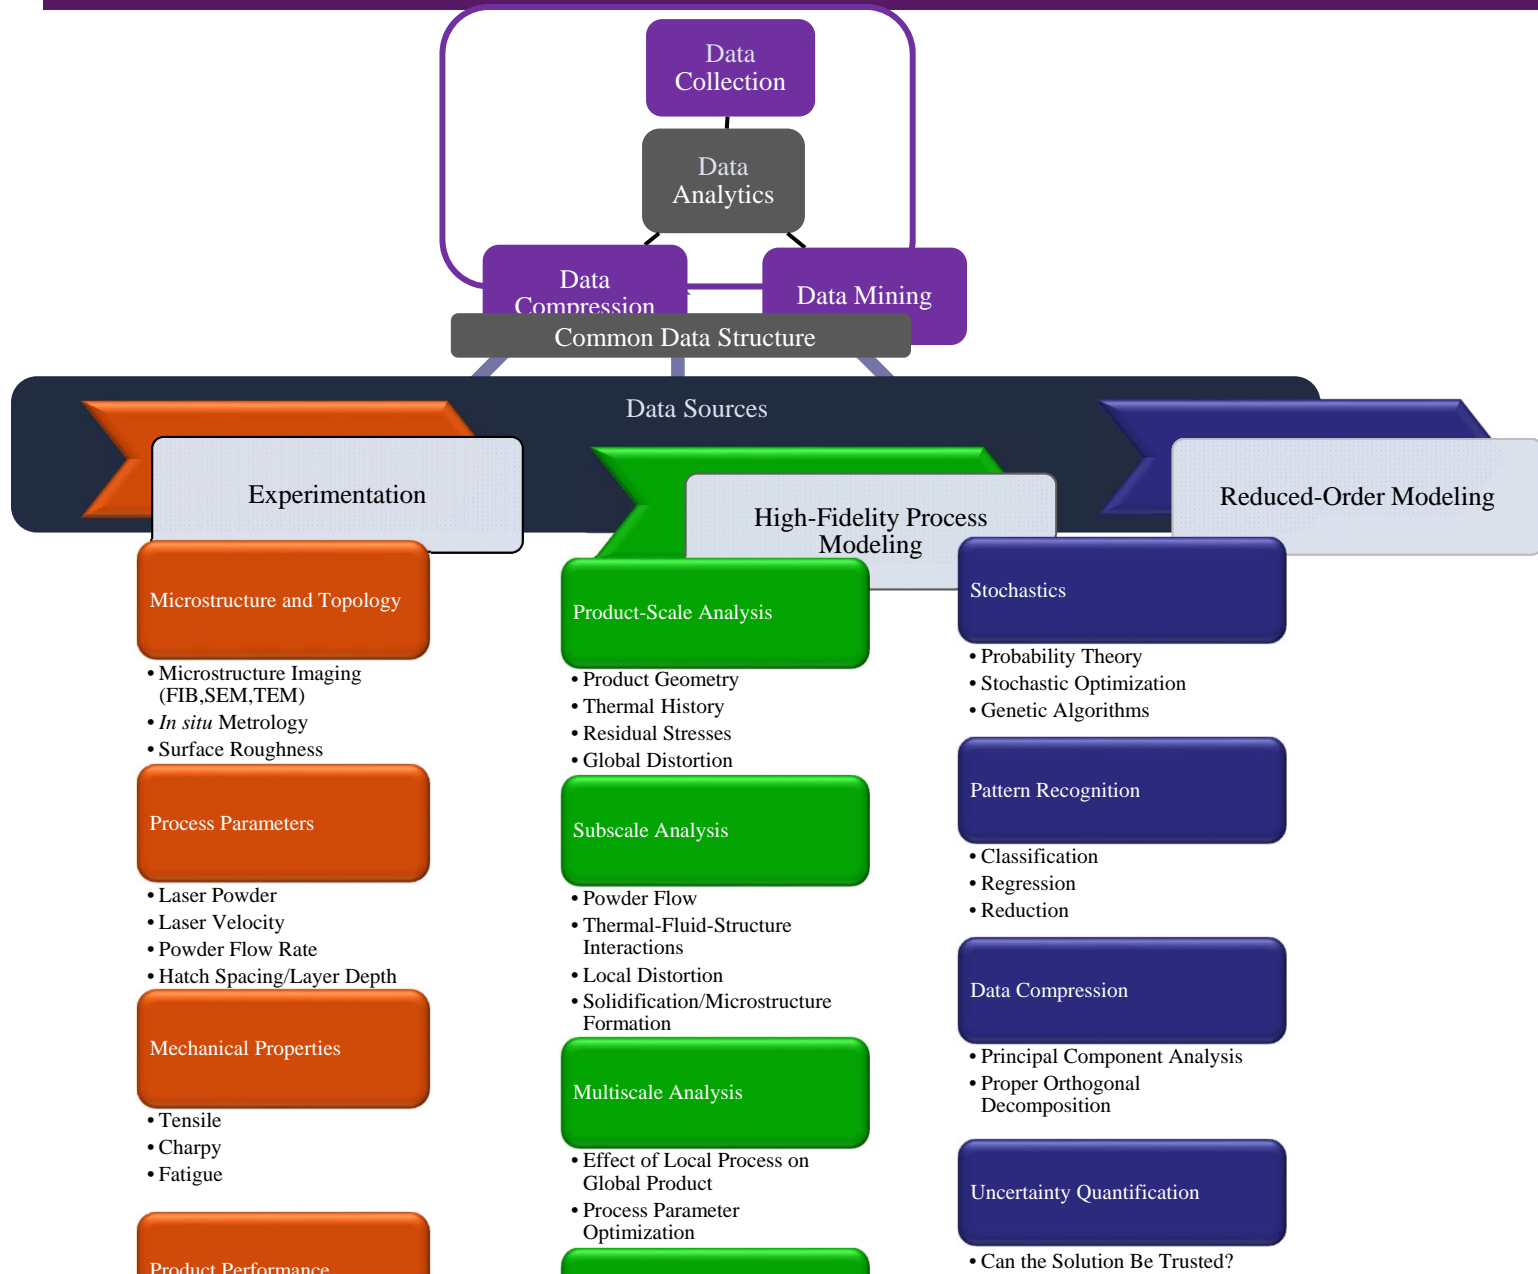 Data
Collection
Data
Analytics
Data
Compression
Data Mining
Common Data Structure
Data Sources
Experimentation
High-Fidelity Process
Modeling
Reduced-Order Modeling
Microstructure and Topology
• Microstructure Imaging
(FIB,SEM,TEM)
• In situ Metrology
• Surface Roughness
Process Parameters
• Laser Powder
• Laser Velocity
• Powder Flow Rate
• Hatch Spacing/Layer Depth
Mechanical Properties
• Tensile
• Charpy
• Fatigue
Product Performance
Product-Scale Analysis
• Product Geometry
• Thermal History
• Residual Stresses
• Global Distortion
Subscale Analysis
• Powder Flow
• Thermal-Fluid-Structure
Interactions
• Local Distortion
• Solidification/Microstructure
Formation
Multiscale Analysis
• Effect of Local Process on
Global Product
• Process Parameter
Optimization
Stochastics
• Probability Theory
• Stochastic Optimization
• Genetic Algorithms
Pattern Recognition
• Classification
• Regression
• Reduction
Data Compression
• Principal Component Analysis
• Proper Orthogonal
Decomposition
Uncertainty Quantification
• Can the Solution Be Trusted?